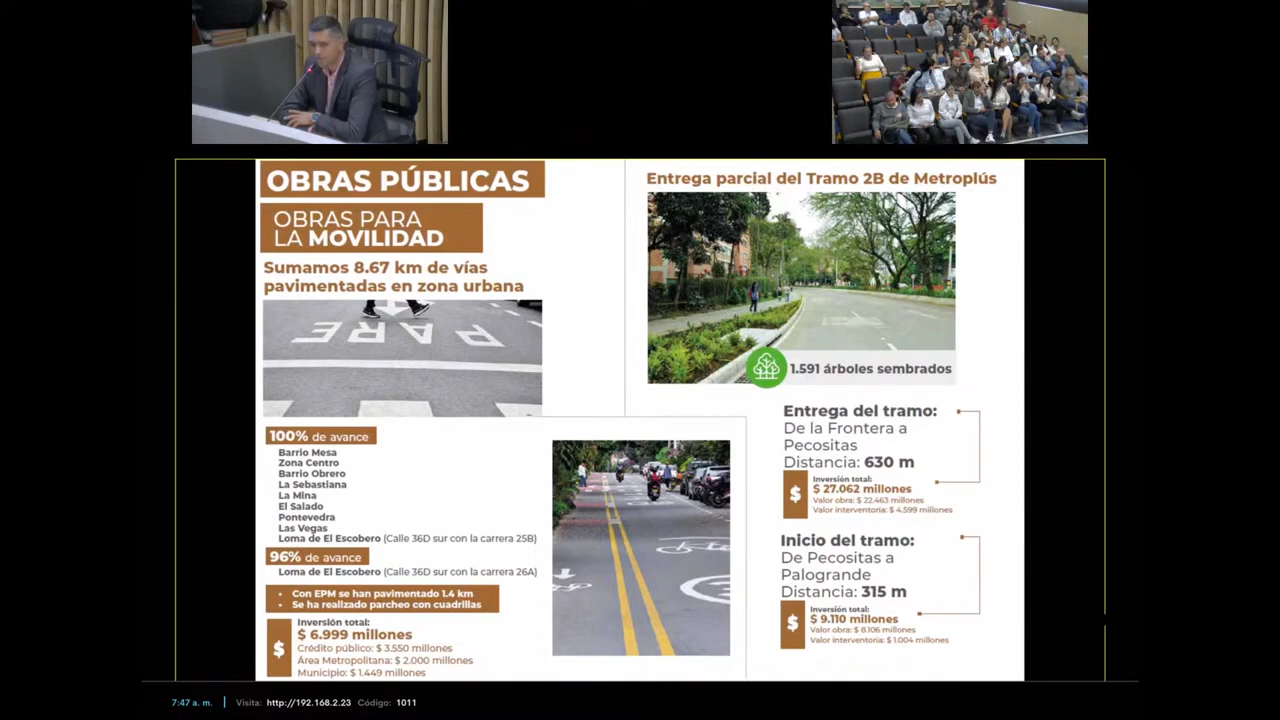 OBRAS PÚBLICAS
OBRAS PARA
LA MOVILIDAD
Sumamos 8.67 km de vías
pavimentadas en zona urbana
PARE
100% de avance
Barrio Mesa
Zona Centro
Barrio Obrero
La Sebastiana
La Mina
El Salado
Pontevedra
Las Vegas
Loma de El Escobero (Calle 36D sur con la carrera 25B)
96% de avance
Loma de El Escobero (Calle 36D sur con la carrera 26A)
• Con EPM se han pavimentado 1.4 km
• Se ha realizado parcheo con cuadrillas
$
Inversión total:
$ 6.999 millones
Crédito público: $ 3.550 millones
Área Metropolitana: $ 2.000 millones
Municipio: $ 1.449 millones
Entrega parcial del Tramo 2B de Metroplús
1.591 árboles sembrados
Entrega del tramo:
De la Frontera a
Pecositas
Distancia: 630 m
$
Inversión total:
$ 27.062 millones
Valor obra: $ 22.463 millones
Valor interventoría: $ 4.599 millones
Inicio del tramo:
De Pecositas a
Palogrande
Distancia: 315 m
$
Inversión total:
$ 9.110 millones
Valor obra: $ 8.106 millones
Valor interventoría: $ 1.004 millones
7:47 a. m. | Visita: http://192.168.2.23 Código: 1011